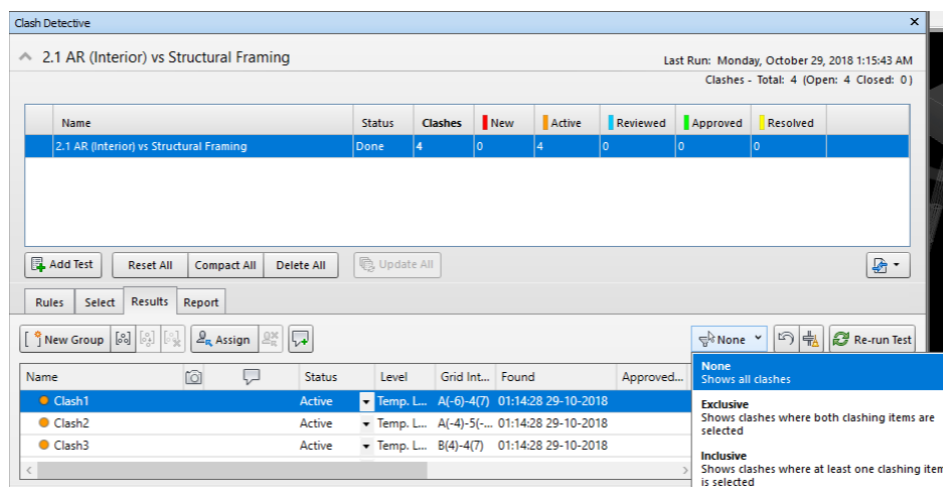 Clash Detective
2.1 AR (Interior) vs Structural Framing
Last Run: Monday, October 29, 2018 1:15:43 AM
Clashes - Total: 4 (Open: 4 Closed: 0)
Name Status Clashes New Active Reviewed Approved Resolved
2.1 AR (Interior) vs Structural Framing Done 4 0 4 0 0 0
Add Test Reset All Compact All Delete All Update All
Rules Select Results Report
New Group Assign None Re-run Test
Name Status Level Grid Int... Found Approved...
Clash1 Active Temp. L... A(-6)-4(7) 01:14:28 29-10-2018
Clash2 Active Temp. L... A(-4)-5(-... 01:14:28 29-10-2018
Clash3 Active Temp. L... B(4)-4(7) 01:14:28 29-10-2018
None
Shows all clashes
Exclusive
Shows clashes where both clashing items are
selected
Inclusive
Shows clashes where at least one clashing item
is selected